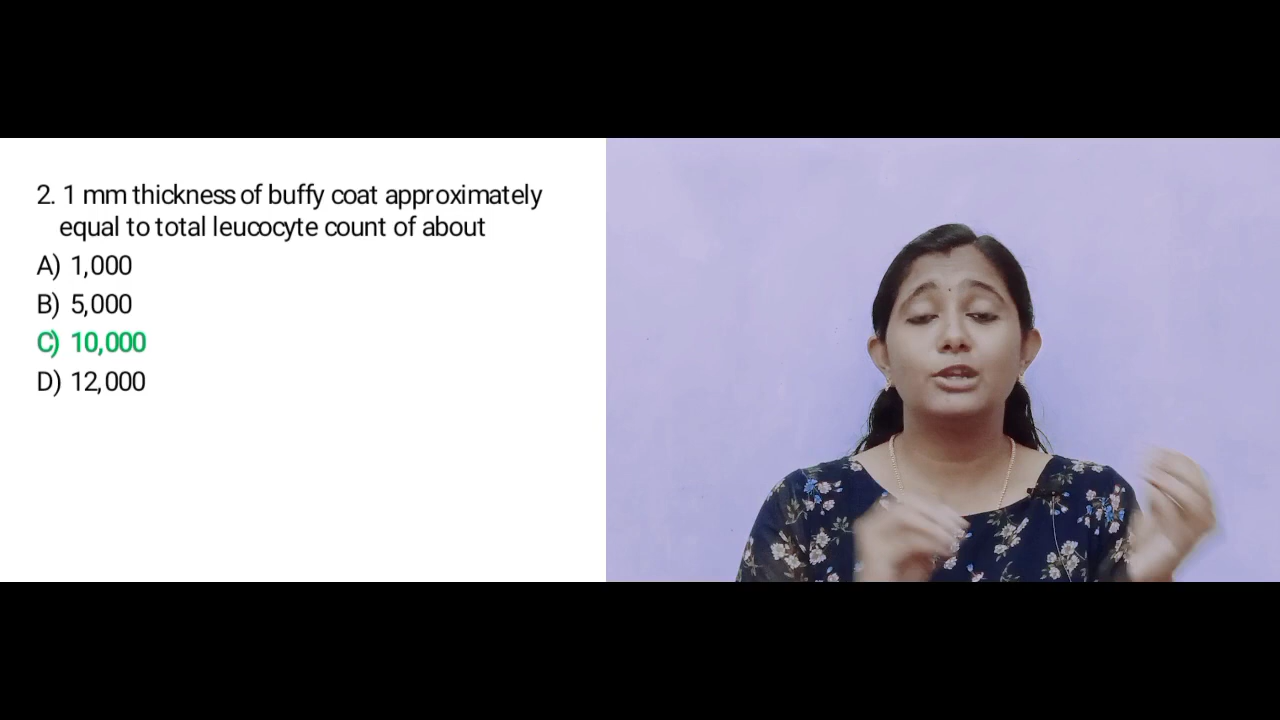 2. 1 mm thickness of buffy coat approximately
equal to total leucocyte count of about
A) 1,000
B) 5,000
C) 10,000
D) 12,000